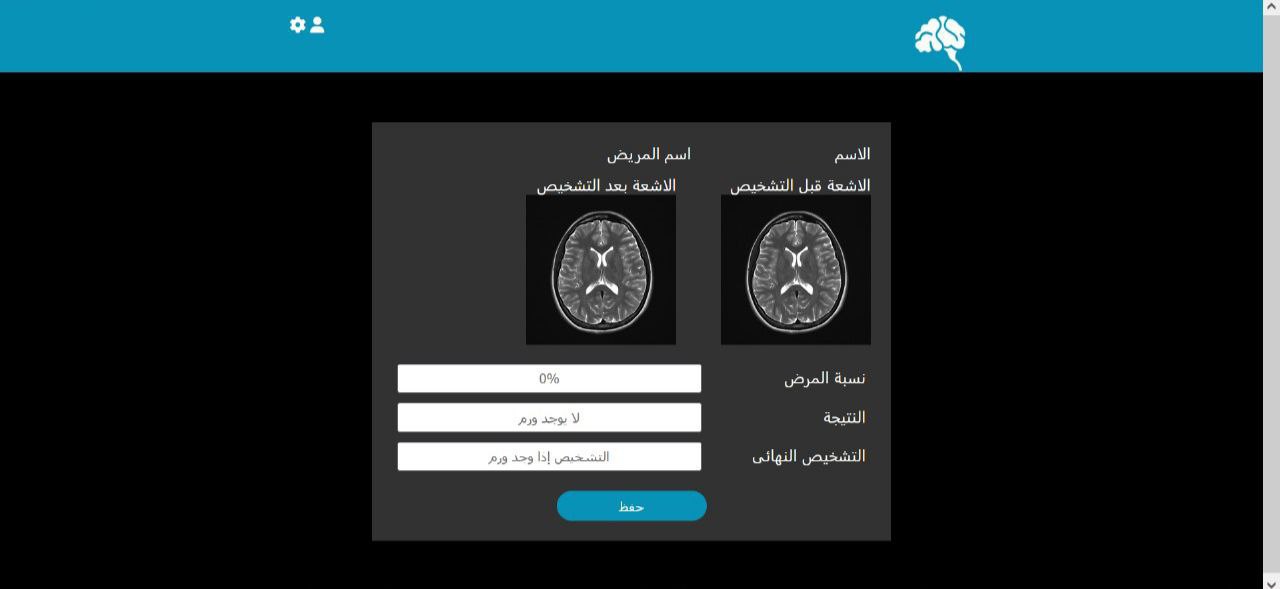 الاسم اسم المريض
الاشعة قبل التشخيص الاشعة بعد التشخيص
نسبة المرض 0%
النتيجة لا يوجد ورم
التشخيص النهائى التشخيص إذا وجد ورم
حفظ